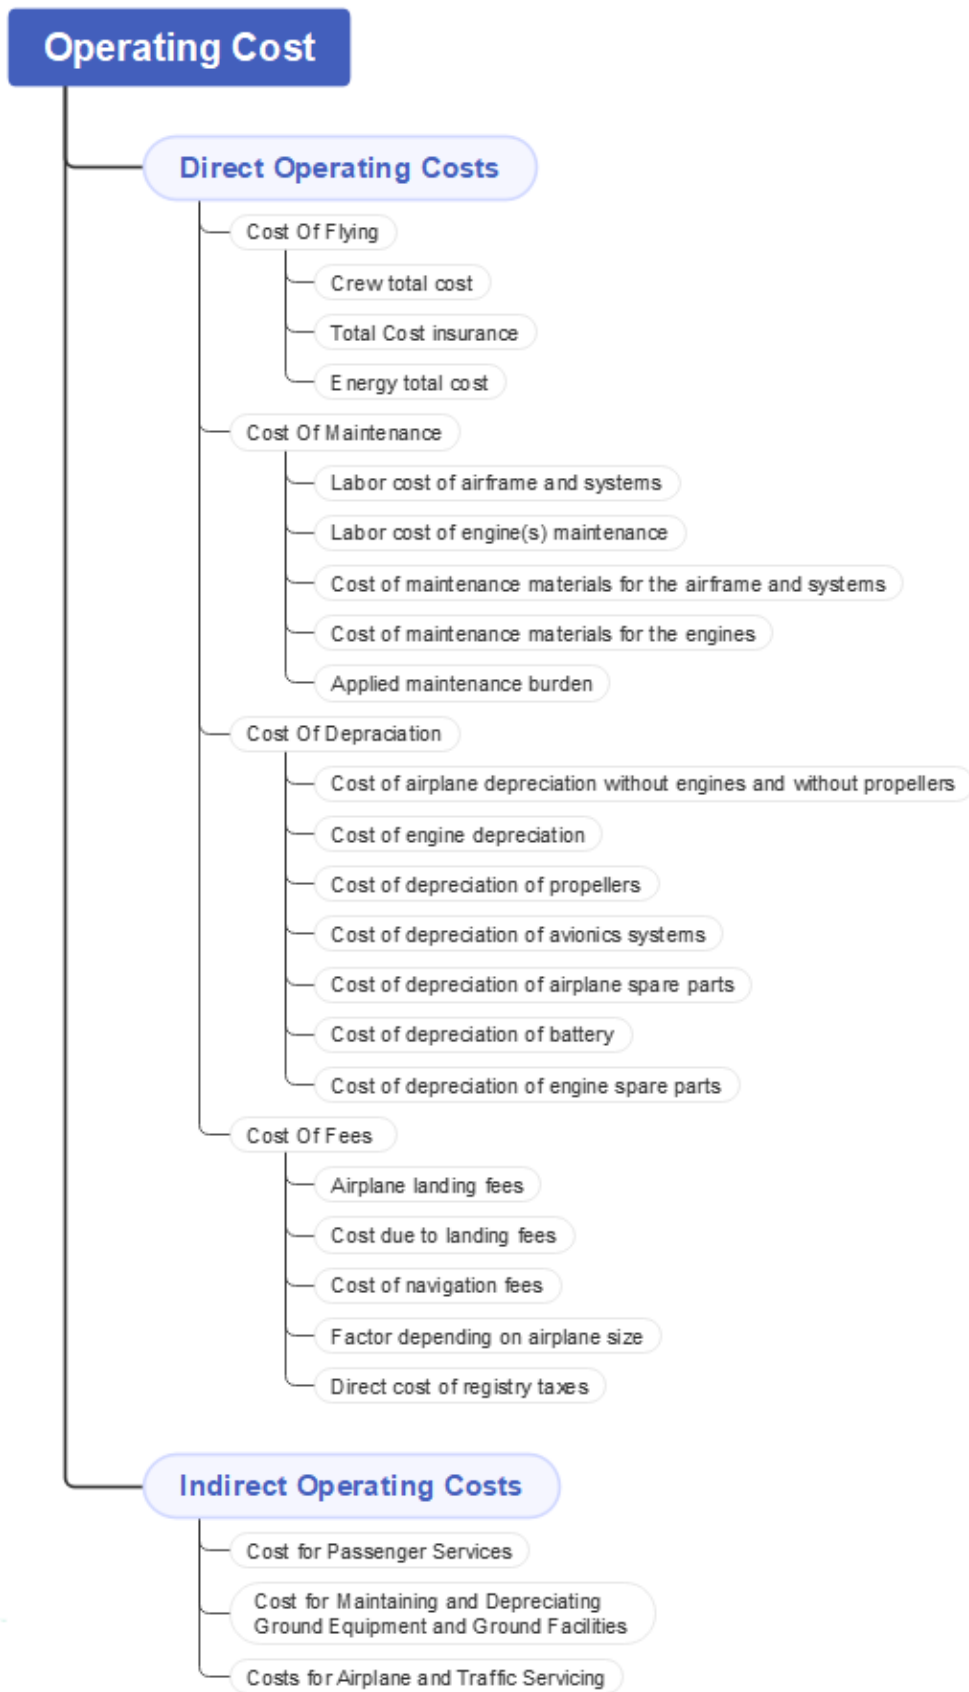 Operating Cost
Direct Operating Costs
Cost Of Flying
Crew total cost
Total Cost insurance
Energy total cost
Cost Of Maintenance
Labor cost of airframe and systems
Labor cost of engine(s) maintenance
Cost of maintenance materials for the airframe and systems
Cost of maintenance materials for the engines
Applied maintenance burden
Cost Of Depraciation
Cost of airplane depreciation without engines and without propellers
Cost of engine depreciation
Cost of depreciation of propellers
Cost of depreciation of avionics systems
Cost of depreciation of airplane spare parts
Cost of depreciation of battery
Cost of depreciation of engine spare parts
Cost Of Fees
Airplane landing fees
Cost due to landing fees
Cost of navigation fees
Factor depending on airplane size
Direct cost of registry taxes
Indirect Operating Costs
Cost for Passenger Services
Cost for Maintaining and Depreciating
Ground Equipment and Ground Facilities
Costs for Airplane and Traffic Servicing